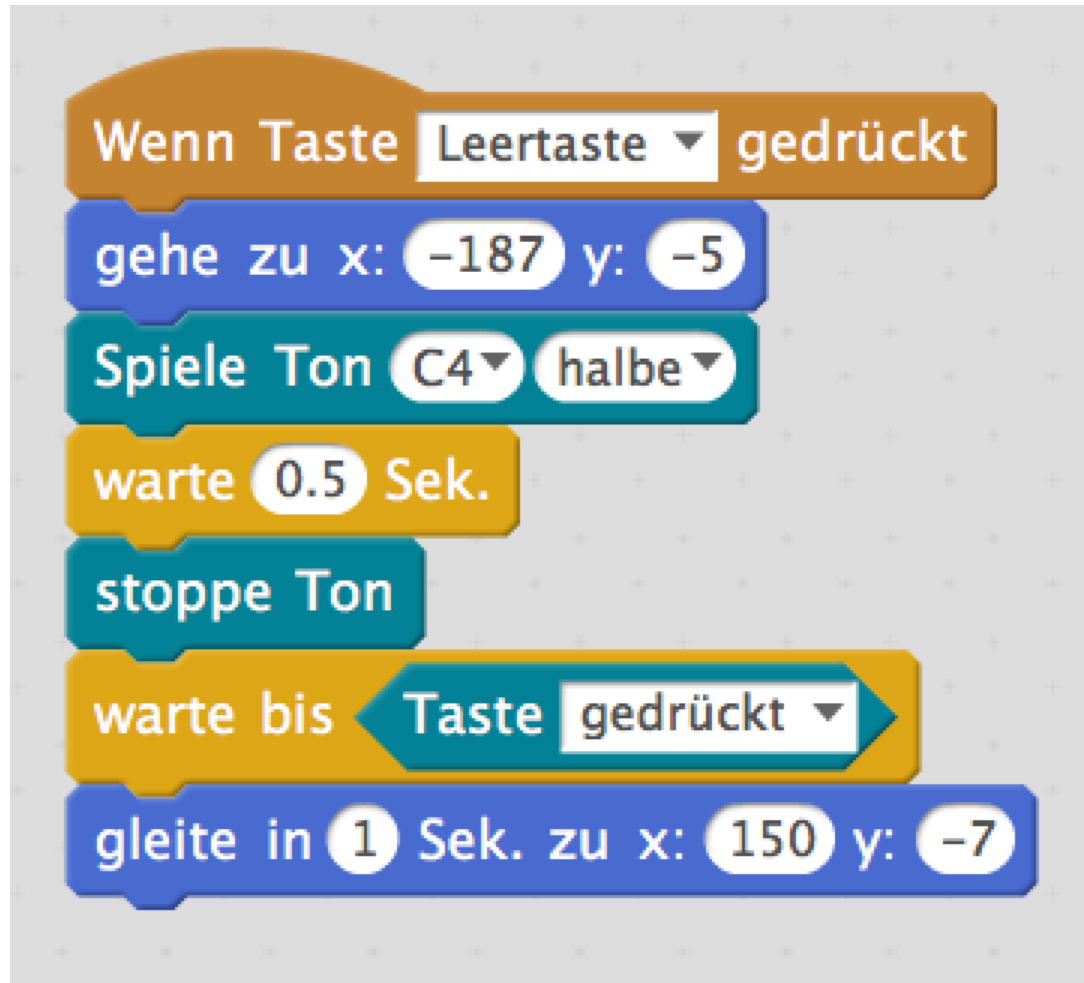 Wenn Taste Leertaste gedrückt
gehe zu x: -187 y: -5
Spiele Ton C4 halbe
warte 0.5 Sek.
stoppe Ton
warte bis Taste gedrückt
gleite in 1 Sek. zu x: 150 y: -7